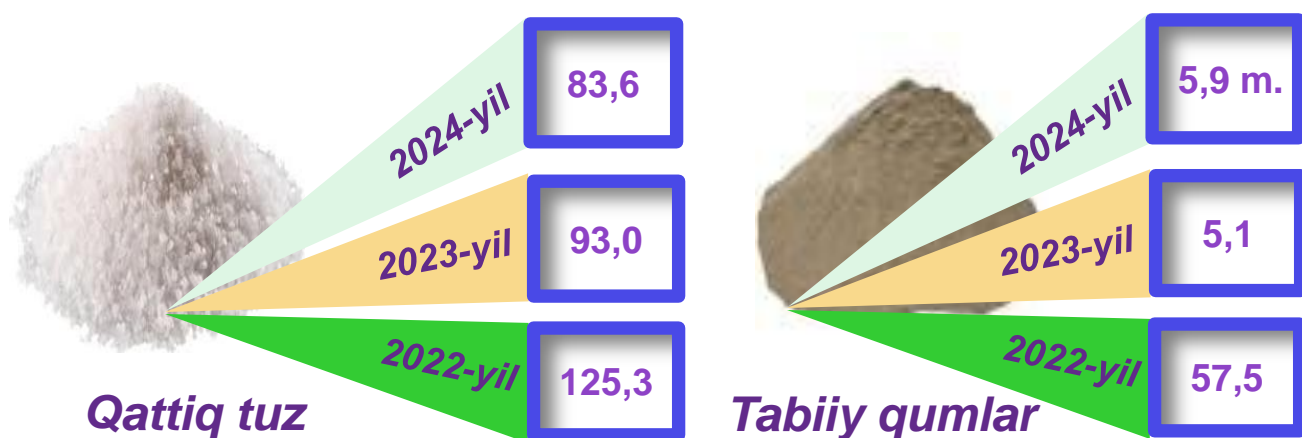 2024-yil
83,6
2023-yil
93,0
2022-yil
125,3
Qattiq tuz
2024-yil
5,9 m.
2023-yil
5,1
2022-yil
57,5
Tabiiy qumlar